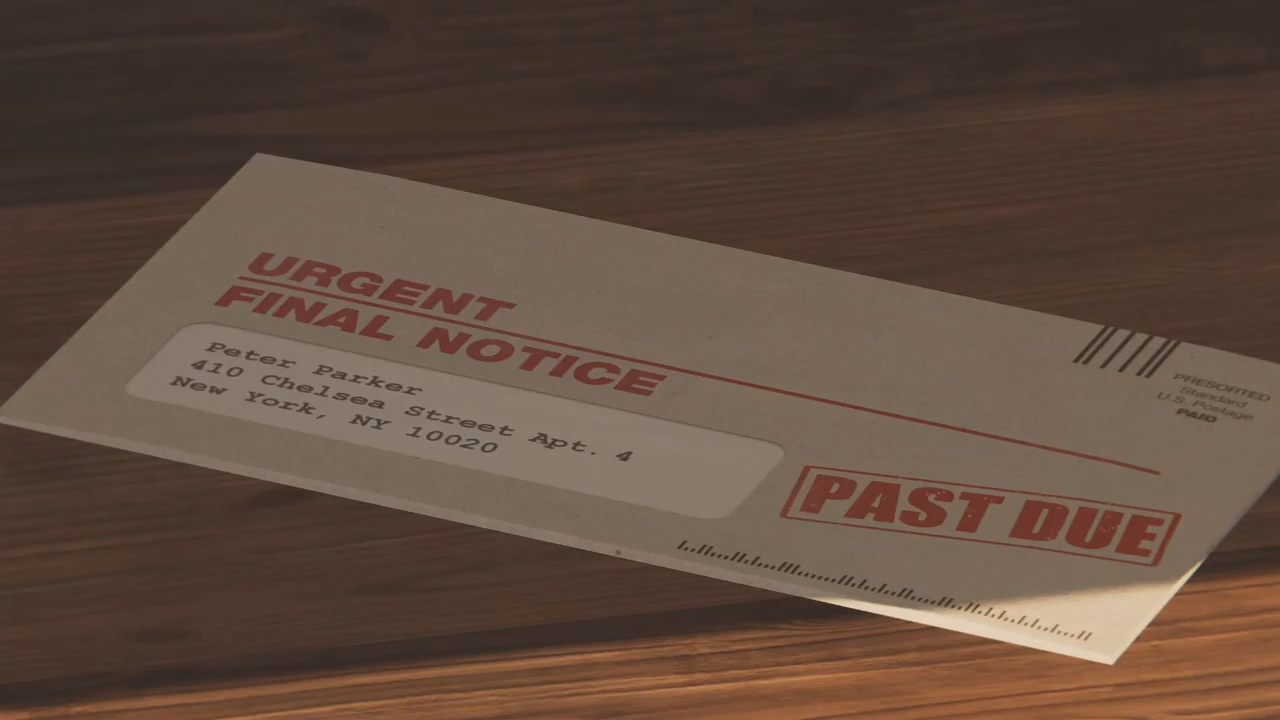 URGENT
FINAL NOTICE
Peter Parker
410 Chelsea Street Apt. 4
New York, NY 10020
PRESORTED
Standard
U.S. Postage
PAID
PAST DUE